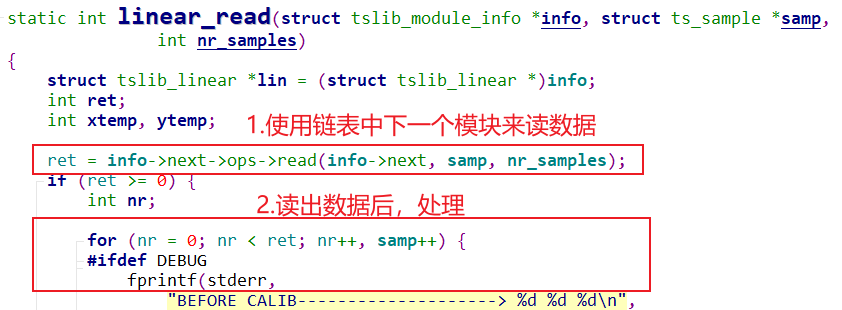 static int linear_read(struct tslib_module_info *info, struct ts_sample *samp,
int nr_samples)
{
struct tslib_linear *lin = (struct tslib_linear *)info;
int ret;
int xtemp, ytemp;
1.使用链表中下一个模块来读数据
ret = info->next->ops->read(info->next, samp, nr_samples);
if (ret >= 0) {
int nr;
2.读出数据后，处理
for (nr = 0; nr < ret; nr++, samp++) {
#ifdef DEBUG
fprintf(stderr,
"BEFORE CALIB--------------------> %d %d %d\n",